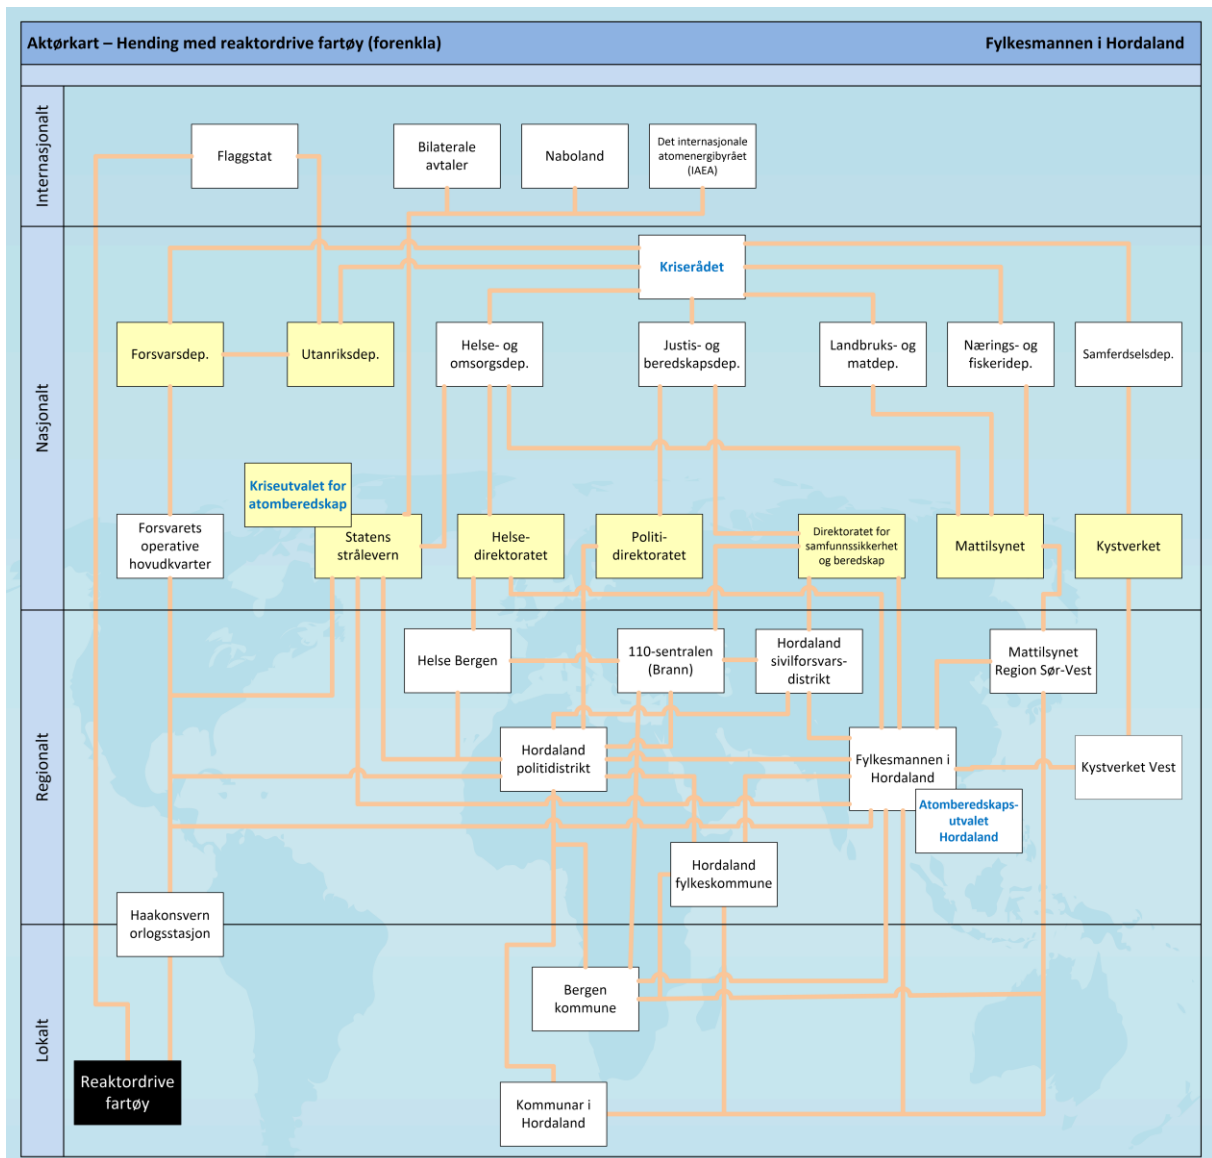 Aktørkart – Hending med reaktordrive fartøy (forenkla)
Fylkesmannen i Hordaland
Internasjonalt
Flaggstat
Bilaterale
avtaler
Naboland
Det internasjonale
atomenergibyrået
(IAEA)
Nasjonalt
Kriserådet
Forsvarsdep.
Utanriksdep.
Helse- og
omsorgsdep.
Justis- og
beredskapsdep.
Landbruks- og
matdep.
Nærings- og
fiskeridep.
Samferdselsdep.
Kriseutvalet for
atomberedskap
Forsvarets
operative
hovudkvarter
Statens
strålevern
Helse-
direktoratet
Politi-
direktoratet
Direktoratet for
samfunnssikkerhet
og beredskap
Mattilsynet
Kystverket
Regionalt
Helse Bergen
110-sentralen
(Brann)
Hordaland
sivilforsvars-
distrikt
Mattilsynet
Region Sør-Vest
Hordaland
politidistrikt
Fylkesmannen i
Hordaland
Kystverket Vest
Atomberedskaps-
utvalet
Hordaland
Hordaland
fylkeskommune
Haakonsvern
orlogsstasjon
Lokalt
Bergen
kommune
Reaktordrive
fartøy
Kommunar i
Hordaland